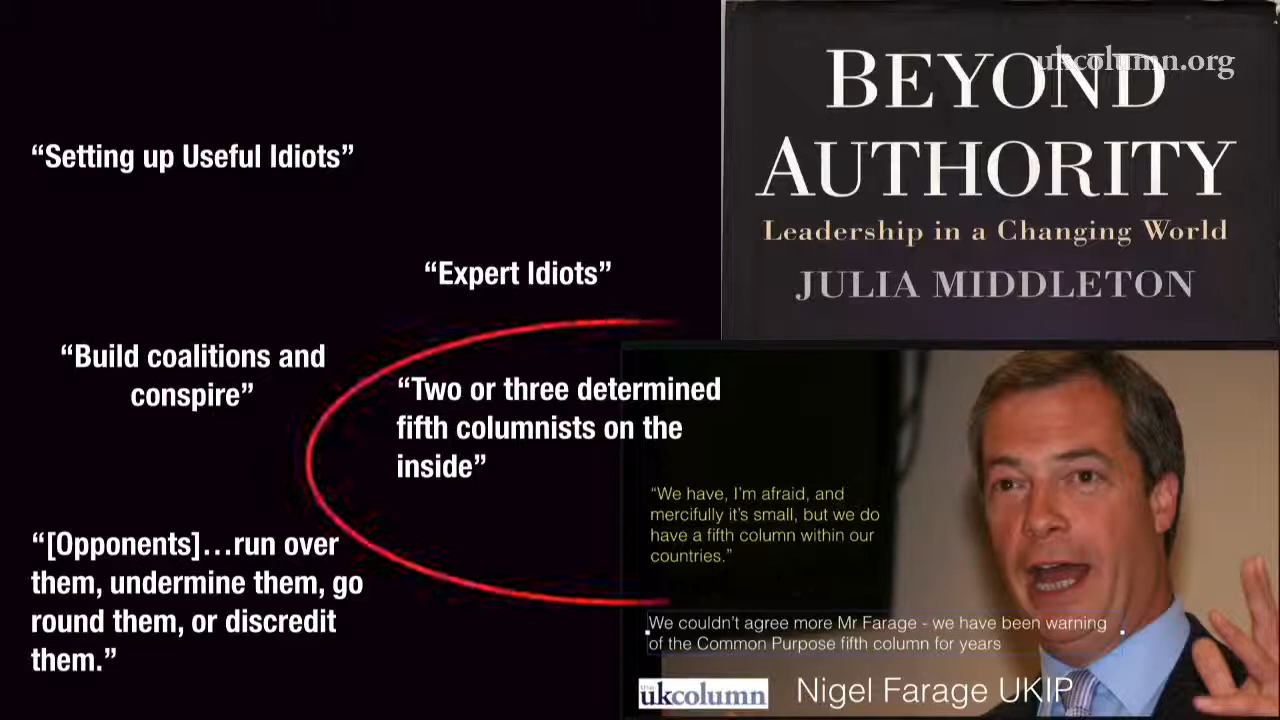 ukcolumn.org
BEYOND
AUTHORITY
Leadership in a Changing World
JULIA MIDDLETON
“Setting up Useful Idiots”
“Expert Idiots”
“Build coalitions and
conspire”
“Two or three determined
fifth columnists on the
inside”
“[Opponents]…run over
them, undermine them, go
round them, or discredit
them.”
“We have, I’m afraid, and
mercifully it’s small, but we do
have a fifth column within our
countries.”
We couldn’t agree more Mr Farage - we have been warning
of the Common Purpose fifth column for years
ukcolumn
Nigel Farage UKIP